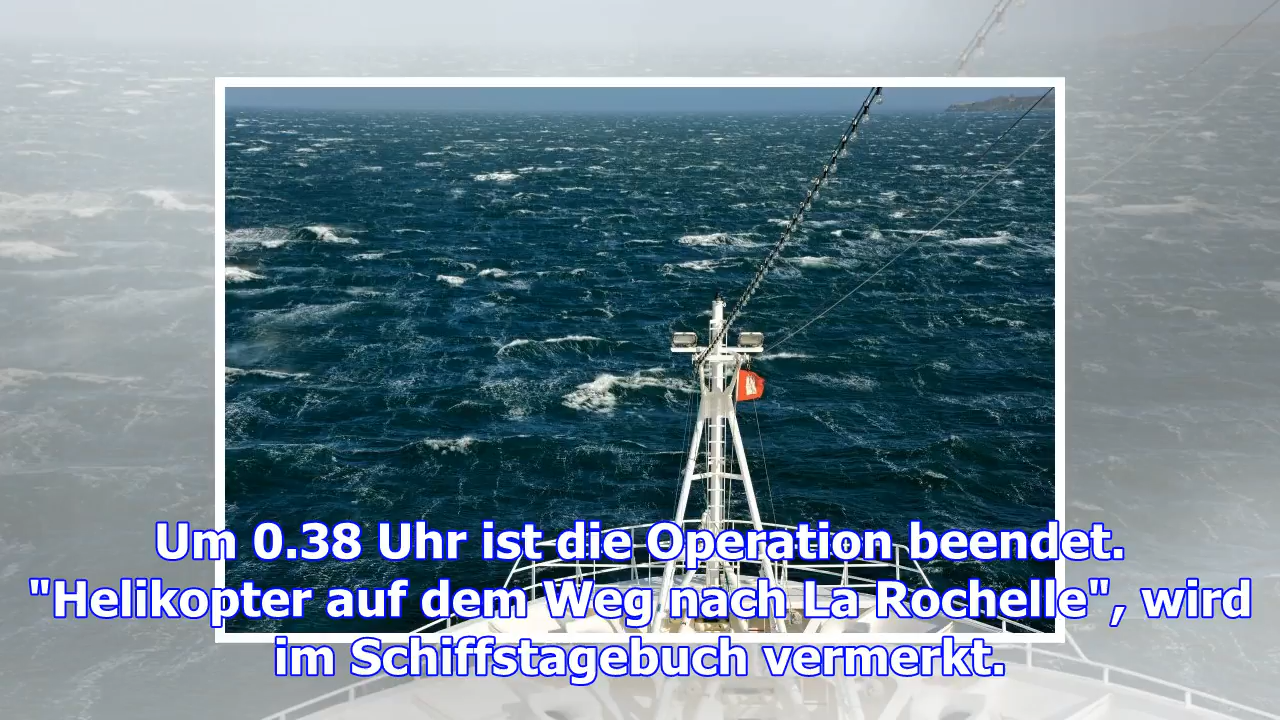 Um 0.38 Uhr ist die Operation beendet.
"Helikopter auf dem Weg nach La Rochelle", wird
im Schiffstagebuch vermerkt.